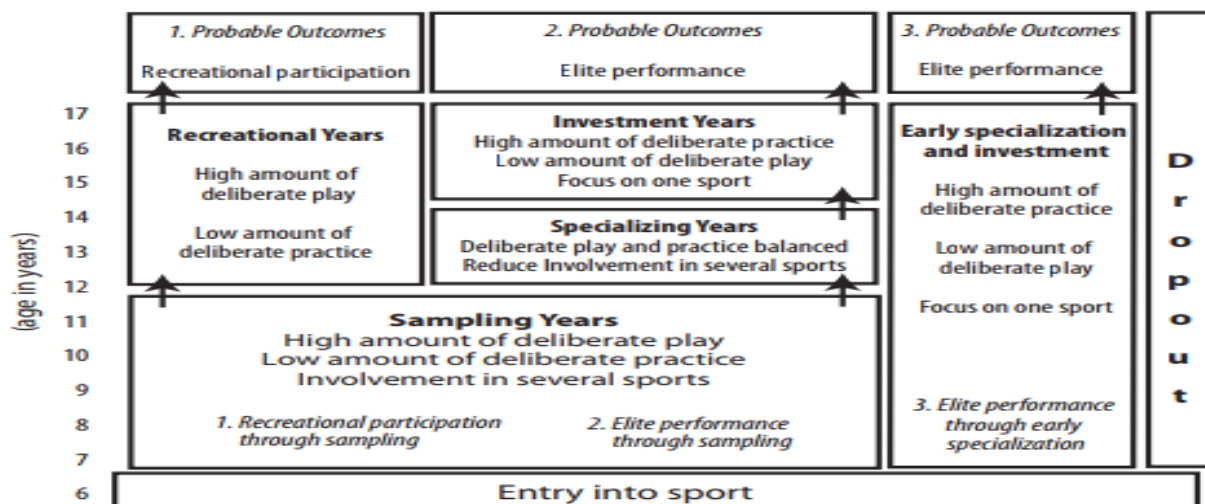 1. Probable Outcomes
Recreational participation
2. Probable Outcomes
Elite performance
3. Probable Outcomes
Elite performance
17
16
15
14
13
12
11
10
9
8
7
6
(age in years)
Recreational Years
High amount of
deliberate play
Low amount of
deliberate practice
Investment Years
High amount of deliberate practice
Low amount of deliberate play
Focus on one sport
Specializing Years
Deliberate play and practice balanced
Reduce Involvement in several sports
Early specialization
and investment
High amount of
deliberate practice
Low amount of
deliberate play
Focus on one sport
3. Elite performance
through early
specialization
Sampling Years
High amount of deliberate play
Low amount of deliberate practice
Involvement in several sports
1. Recreational participation
through sampling
2. Elite performance
through sampling
Dropout
Entry into sport